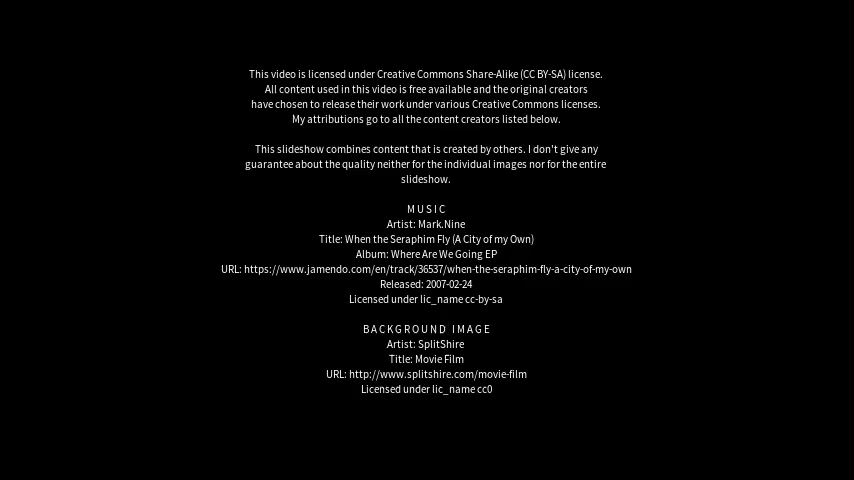 This video is licensed under Creative Commons Share-Alike (CC BY-SA) license.
All content used in this video is free available and the original creators
have chosen to release their work under various Creative Commons licenses.
My attributions go to all the content creators listed below.
This slideshow combines content that is created by others. I don't give any
guarantee about the quality neither for the individual images nor for the entire
slideshow.
MUSIC
Artist: Mark.Nine
Title: When the Seraphim Fly (A City of my Own)
Album: Where Are We Going EP
URL: https://www.jamendo.com/en/track/36537/when-the-seraphim-fly-a-city-of-my-own
Released: 2007-02-24
Licensed under lic_name cc-by-sa
BACKGROUND IMAGE
Artist: SplitShire
Title: Movie Film
URL: http://www.splitshire.com/movie-film
Licensed under lic_name cc0